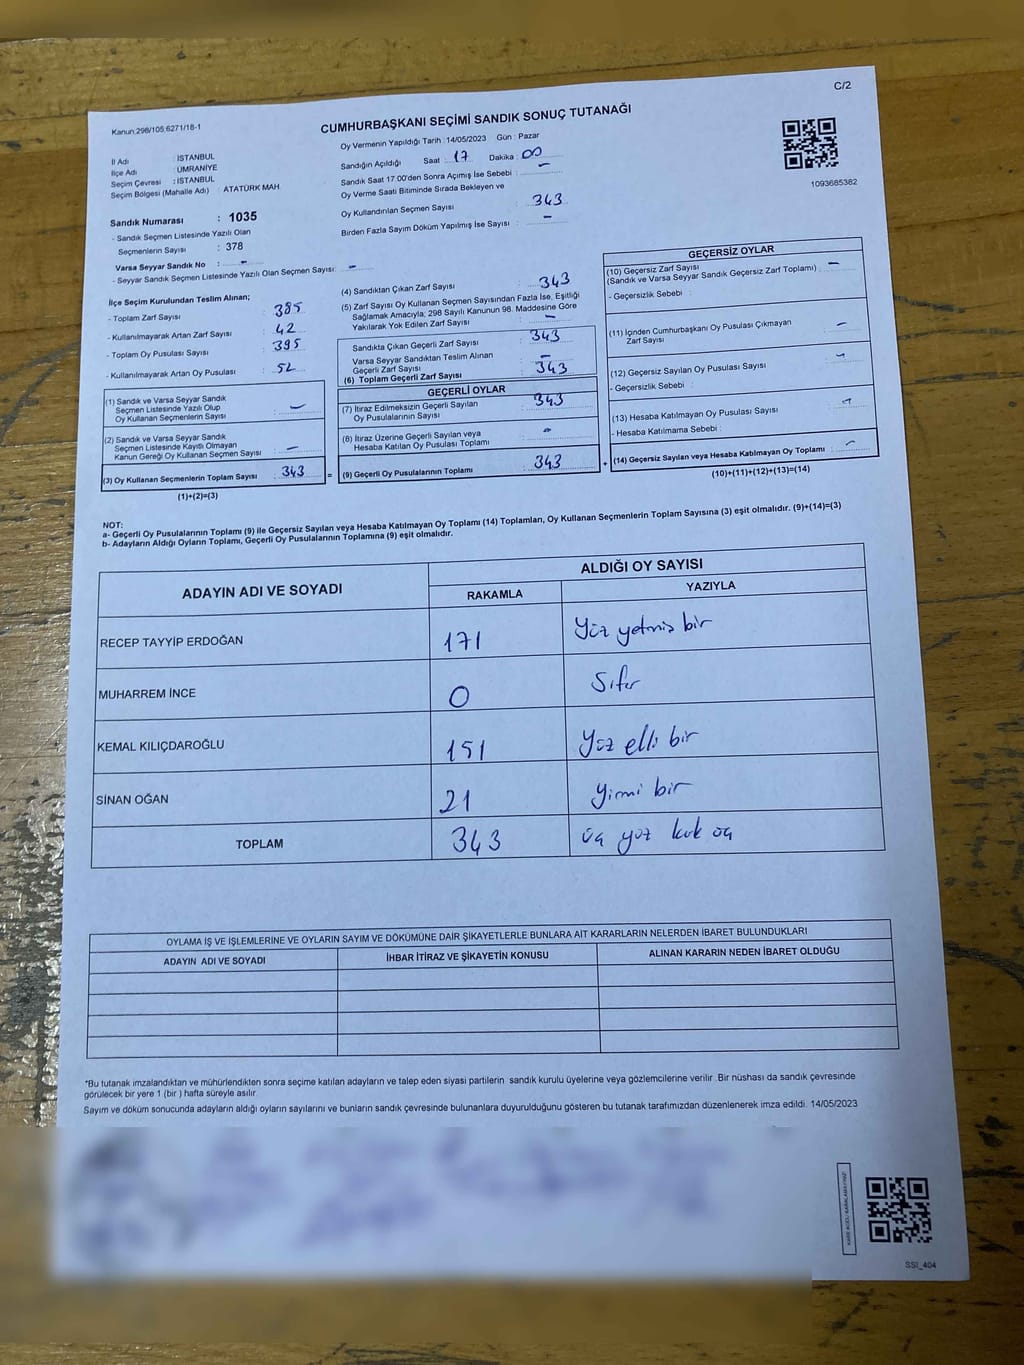 C/2
Kanun.298/105;6271/18-1
CUMHURBAŞKANI SEÇİMİ SANDIK SONUÇ TUTANAĞI
İl Adı : İSTANBUL
İlçe Adı : ÜMRANİYE
Seçim Çevresi : İSTANBUL
Seçim Bölgesi (Mahalle Adı) : ATATÜRK MAH
Oy Vermenin Yapıldığı Tarih : 14/05/2023 Gün : Pazar
Sandığın Açıldığı Saat : 17 Dakika : 00
Sandık Saat 17.00'den Sonra Açımış İse Sebebi : –
Oy Verme Saati Bitiminde Sırada Bekleyen ve
Oy Kullandırılan Seçmen Sayısı : 343
Birden Fazla Sayım Döküm Yapılmış İse Sayısı : –
1093685382
Sandık Numarası : 1035
- Sandık Seçmen Listesinde Yazılı Olan
Seçmenlerin Sayısı : 378
Varsa Seyyar Sandık No : –
- Seyyar Sandık Seçmen Listesinde Yazılı Olan Seçmen Sayısı: –
İlçe Seçim Kurulundan Teslim Alınan;
- Toplam Zarf Sayısı : 385
- Kullanılmayarak Artan Zarf Sayısı : 42
- Toplam Oy Pusulası Sayısı : 395
- Kullanılmayarak Artan Oy Pusulası : 52
(1) Sandık ve Varsa Seyyar Sandık
Seçmen Listesinde Yazılı Olup
Oy Kullanan Seçmenlerin Sayısı : –
(2) Sandık ve Varsa Seyyar Sandık
Seçmen Listesinde Kayıtlı Olmayan
Kanun Gereği Oy Kullanan Seçmen Sayısı : –
(3) Oy Kullanan Seçmenlerin Toplam Sayısı : 343 =
(1)+(2)=(3)
(4) Sandıktan Çıkan Zarf Sayısı : 343
(5) Zarf Sayısı Oy Kullanan Seçmen Sayısından Fazla İse, Eşitliği
Sağlamak Amacıyla; 298 Sayılı Kanunun 98. Maddesine Göre
Yakılarak Yok Edilen Zarf Sayısı : –
Sandıkta Çıkan Geçerli Zarf Sayısı : 343
Varsa Seyyar Sandıktan Teslim Alınan
Geçerli Zarf Sayısı : –
(6) Toplam Geçerli Zarf Sayısı : 343
GEÇERLİ OYLAR
(7) İtiraz Edilmeksizin Geçerli Sayılan
Oy Pusulalarının Sayısı : 343
(8) İtiraz Üzerine Geçerli Sayılan veya
Hesaba Katılan Oy Pusulası Toplamı : –
(9) Geçerli Oy Pusulalarının Toplamı : 343 +
GEÇERSİZ OYLAR
(10) Geçersiz Zarf Sayısı
(Sandık ve Varsa Seyyar Sandık Geçersiz Zarf Toplamı) : –
- Geçersizlik Sebebi :
(11) İçinden Cumhurbaşkanı Oy Pusulası Çıkmayan
Zarf Sayısı : –
(12) Geçersiz Sayılan Oy Pusulası Sayısı : –
- Geçersizlik Sebebi :
(13) Hesaba Katılmayan Oy Pusulası Sayısı : –
- Hesaba Katılmama Sebebi :
(14) Geçersiz Sayılan veya Hesaba Katılmayan Oy Toplamı : –
(10)+(11)+(12)+(13)=(14)
NOT:
a- Geçerli Oy Pusulalarının Toplamı (9) ile Geçersiz Sayılan veya Hesaba Katılmayan Oy Toplamı (14) Toplamları, Oy Kullanan Seçmenlerin Toplam Sayısına (3) eşit olmalıdır. (9)+(14)=(3)
b- Adayların Aldığı Oyların Toplamı, Geçerli Oy Pusulalarının Toplamına (9) eşit olmalıdır.
ADAYIN ADI VE SOYADI
ALDIĞI OY SAYISI
RAKAMLA YAZIYLA
RECEP TAYYİP ERDOĞAN 171 Yüz yetmiş bir
MUHARREM İNCE 0 Sıfır
KEMAL KILIÇDAROĞLU 151 Yüz elli bir
SİNAN OĞAN 21 Yirmi bir
TOPLAM 343 üç yüz kırk üç
OYLAMA İŞ VE İŞLEMLERİNE VE OYLARIN SAYIM VE DÖKÜMÜNE DAİR ŞİKAYETLERLE BUNLARA AİT KARARLARIN NELERDEN İBARET BULUNDUKLARI
ADAYIN ADI VE SOYADI İHBAR İTİRAZ VE ŞİKAYETİN KONUSU ALINAN KARARIN NEDEN İBARET OLDUĞU
*Bu tutanak imzalandıktan ve mühürlendikten sonra seçime katılan adayların ve talep eden siyasi partilerin sandık kurulu üyelerine veya gözlemcilerine verilir .Bir nüshası da sandık çevresinde
görülecek bir yere 1 (bir ) hafta süreyle asılır.
Sayım ve döküm sonucunda adayların aldığı oyların sayılarını ve bunların sandık çevresinde bulunanlara duyurulduğunu gösteren bu tutanak tarafımızdan düzenlenerek imza edildi. 14/05/2023
SSI_404